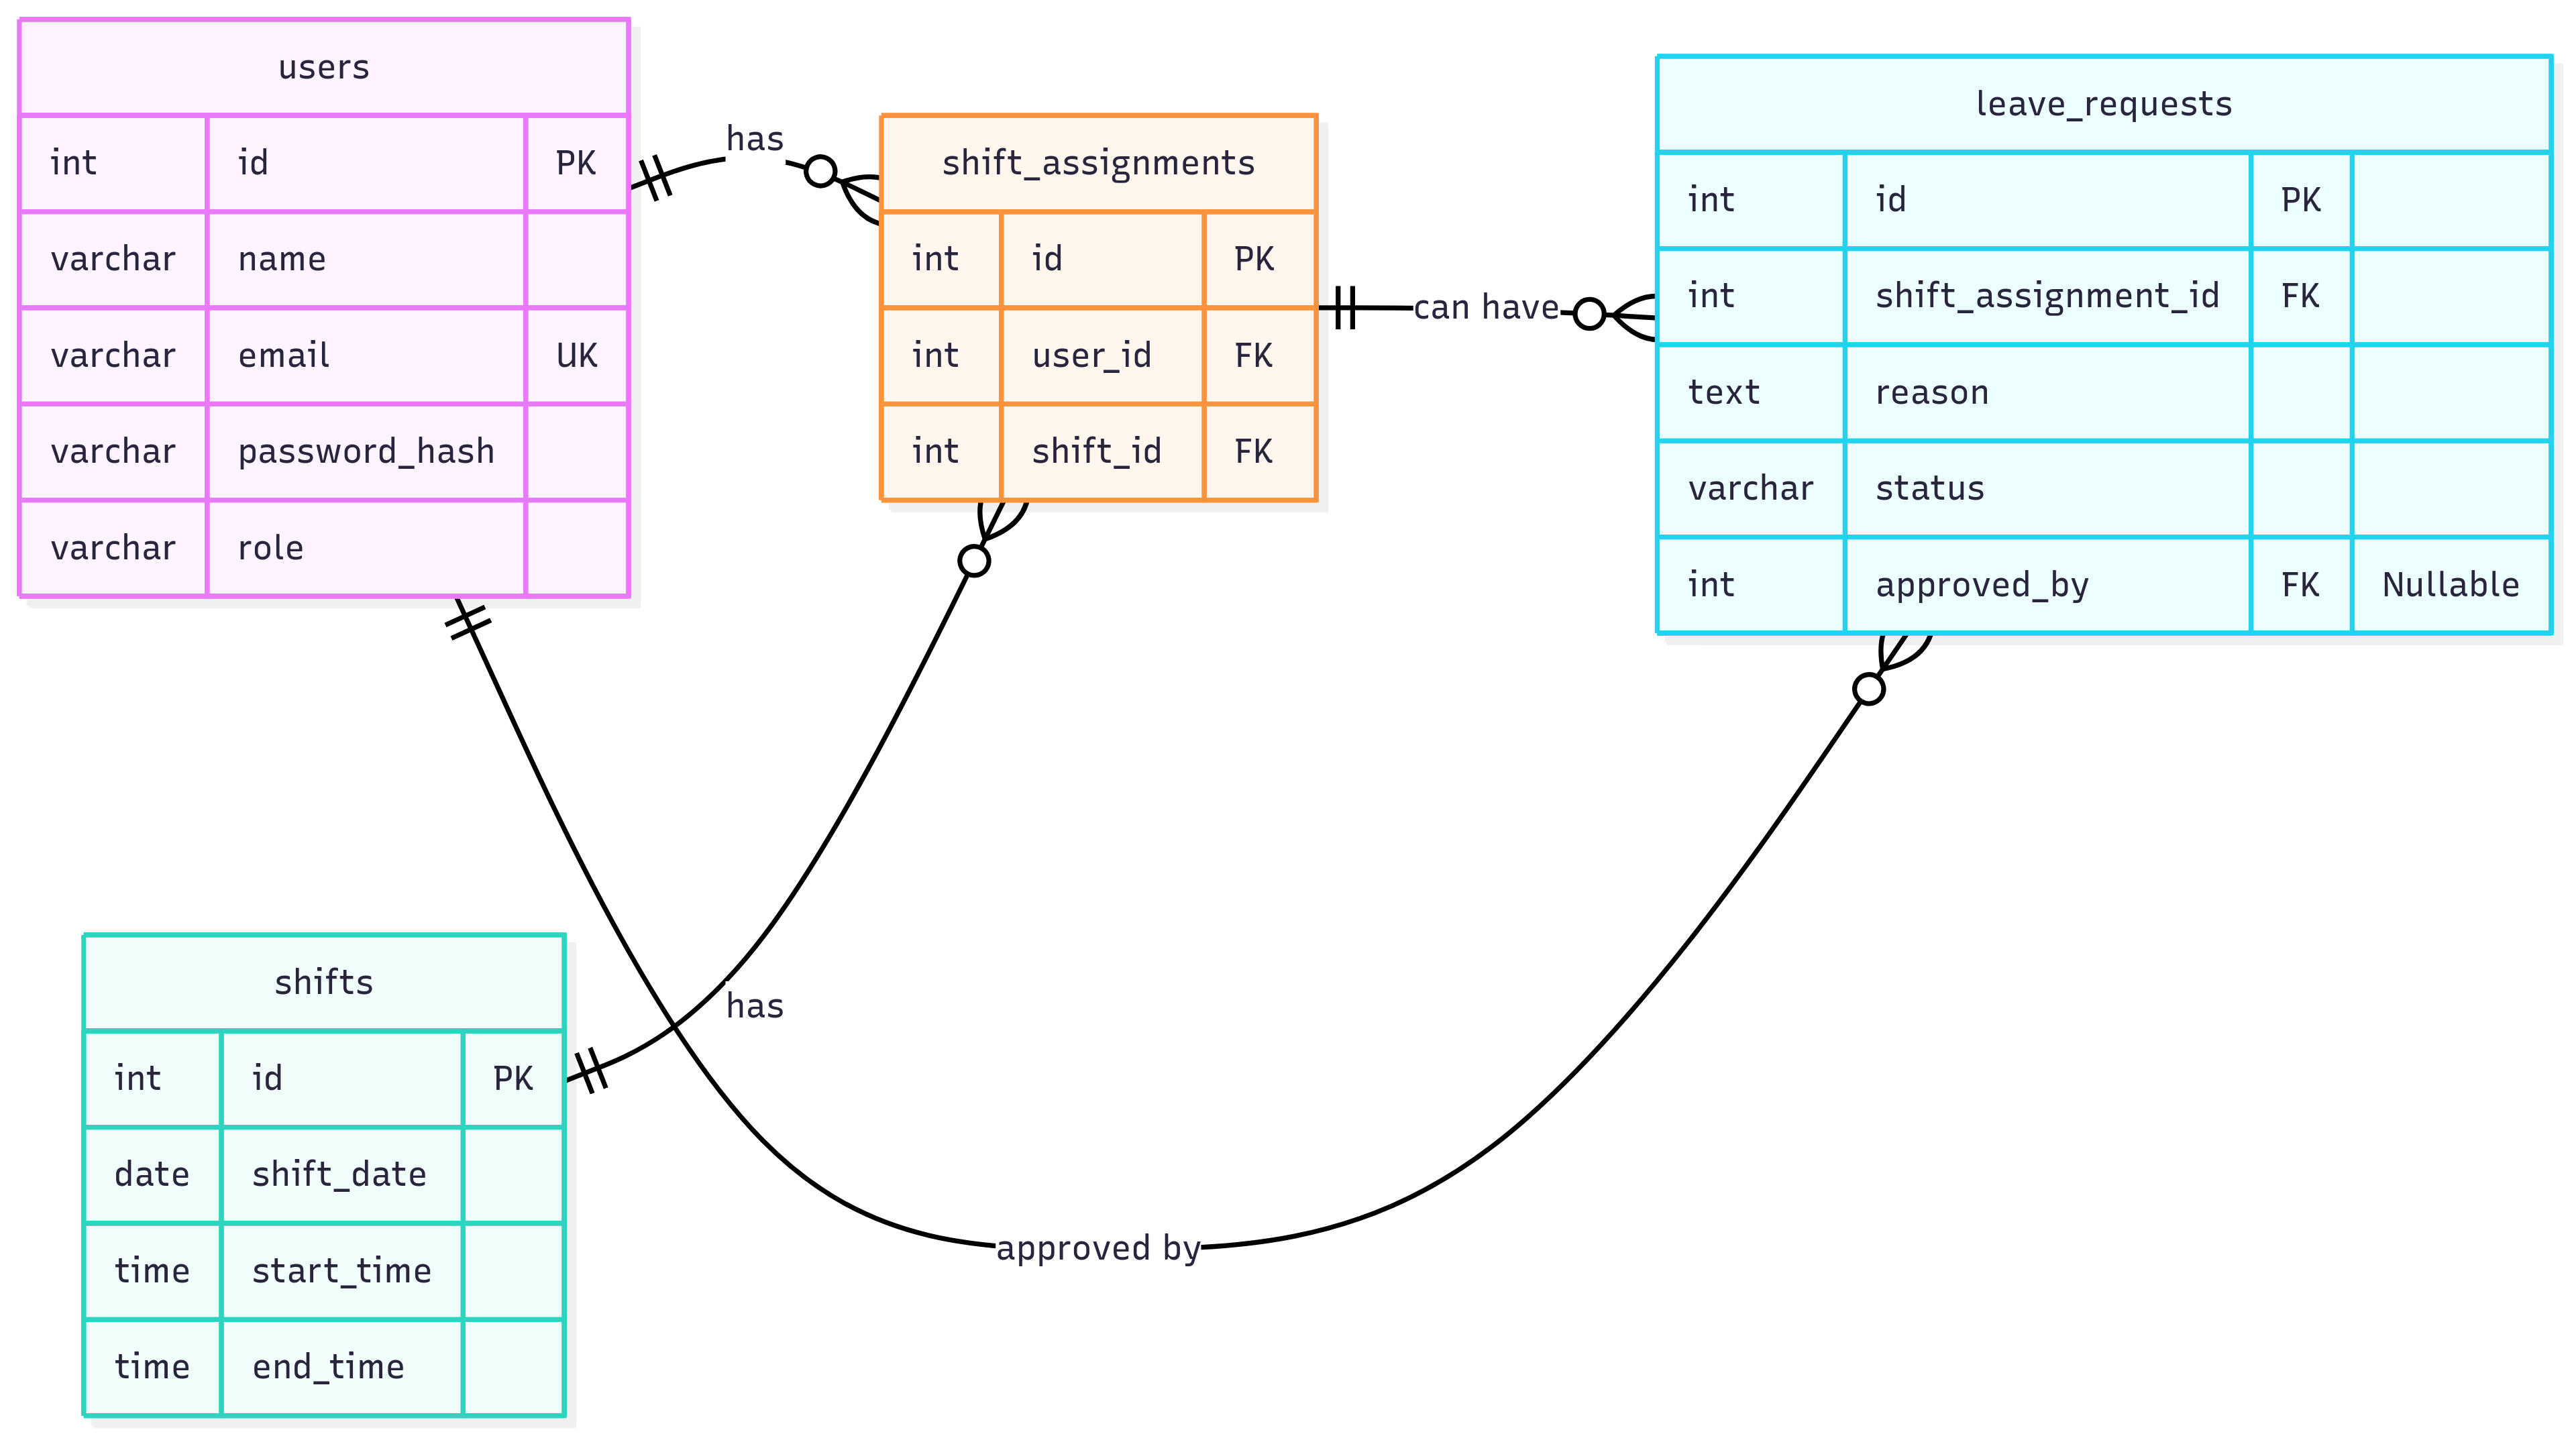 users
int id PK
varchar name
varchar email UK
varchar password_hash
varchar role
has
shift_assignments
int id PK
int user_id FK
int shift_id FK
can have
leave_requests
int id PK
int shift_assignment_id FK
text reason
varchar status
int approved_by FK Nullable
shifts
int id PK
date shift_date
time start_time
time end_time
has
approved by